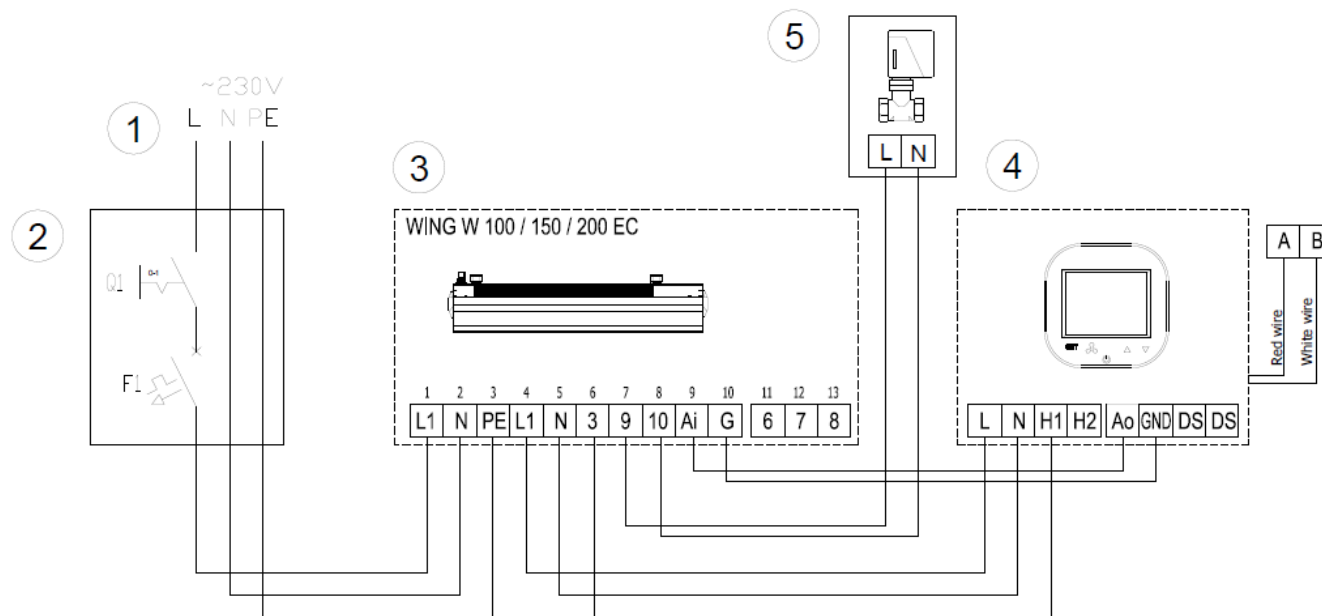 1
~230V
L N PE
2
Q1
0-1
F1
3
WING W 100 / 150 / 200 EC
1 2 3 4 5 6 7 8 9 10 11 12 13
L1 N PE L1 N 3 9 10 Ai G 6 7 8
5
L N
4
L N H1 H2 Ao GND DS DS
A B
Red wire
White wire